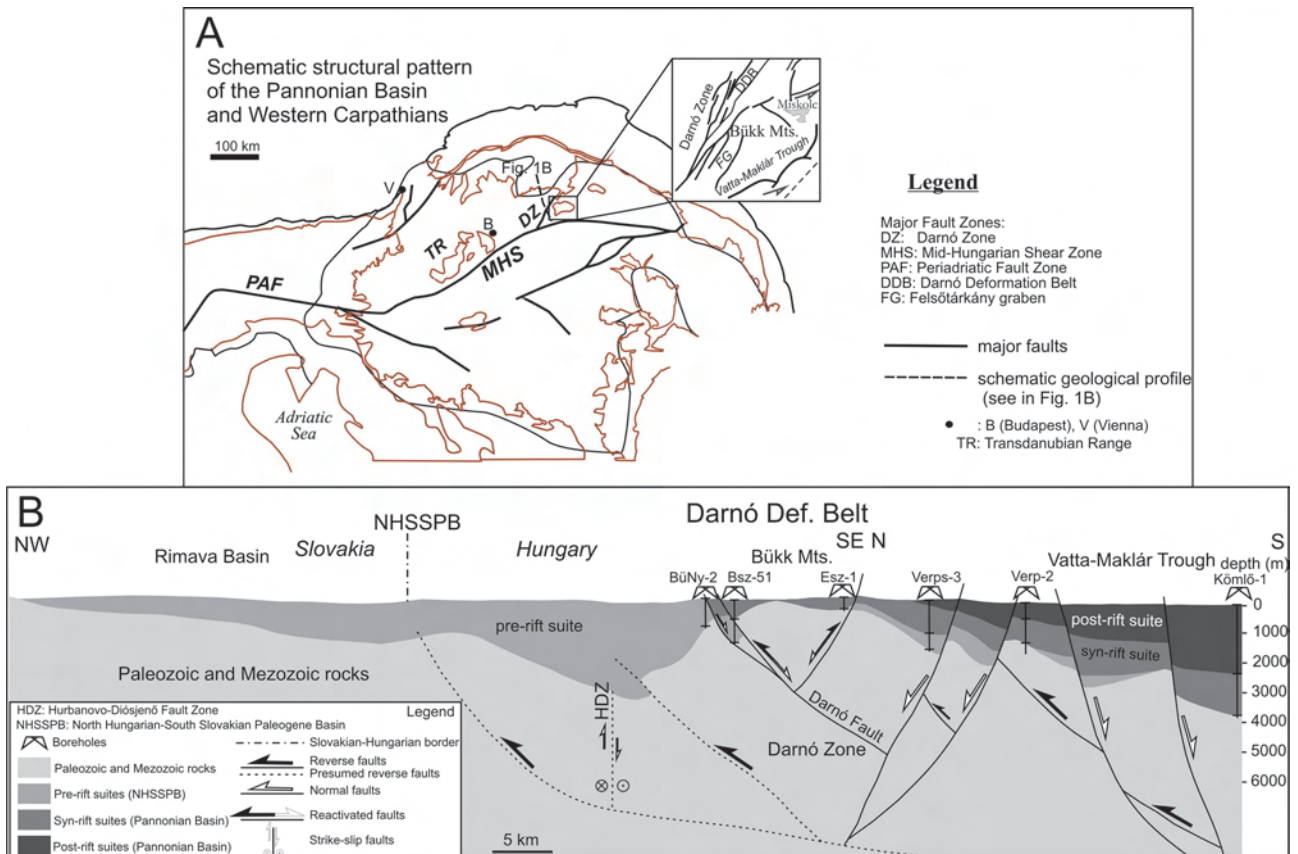 A
Schematic structural pattern
of the Pannonian Basin
and Western Carpathians
100 km
V
Fig. 1B
DZ
B
TR
MHS
PAF
Adriatic
Sea
Darnó Zone
DDB
Miskolc
Bükk Mts.
FG
Vatta-Maklár Trough
Legend
Major Fault Zones:
DZ: Darnó Zone
MHS: Mid-Hungarian Shear Zone
PAF: Periadriatic Fault Zone
DDB: Darnó Deformation Belt
FG: Felsőtárkány graben
major faults
schematic geological profile
(see in Fig. 1B)
: B (Budapest), V (Vienna)
TR: Transdanubian Range
B
NW
NHSSPB
Darnó Def. Belt
Rimava Basin
Slovakia
Hungary
Bükk Mts.
SE N
Vatta-Maklár Trough
S
depth (m)
BüNy-2
Bsz-51
Esz-1
Verps-3
Verp-2
Kömlő-1
0
1000
2000
3000
4000
5000
6000
pre-rift suite
post-rift suite
syn-rift suite
Paleozoic and Mezozoic rocks
HDZ
Darnó Fault
Darnó Zone
5 km
HDZ: Hurbanovo-Diósjenő Fault Zone
NHSSPB: North Hungarian-South Slovakian Paleogene Basin
Legend
Boreholes
Paleozoic and Mezozoic rocks
Pre-rift suites (NHSSPB)
Syn-rift suites (Pannonian Basin)
Post-rift suites (Pannonian Basin)
Slovakian-Hungarian border
Reverse faults
Presumed reverse faults
Normal faults
Reactivated faults
Strike-slip faults